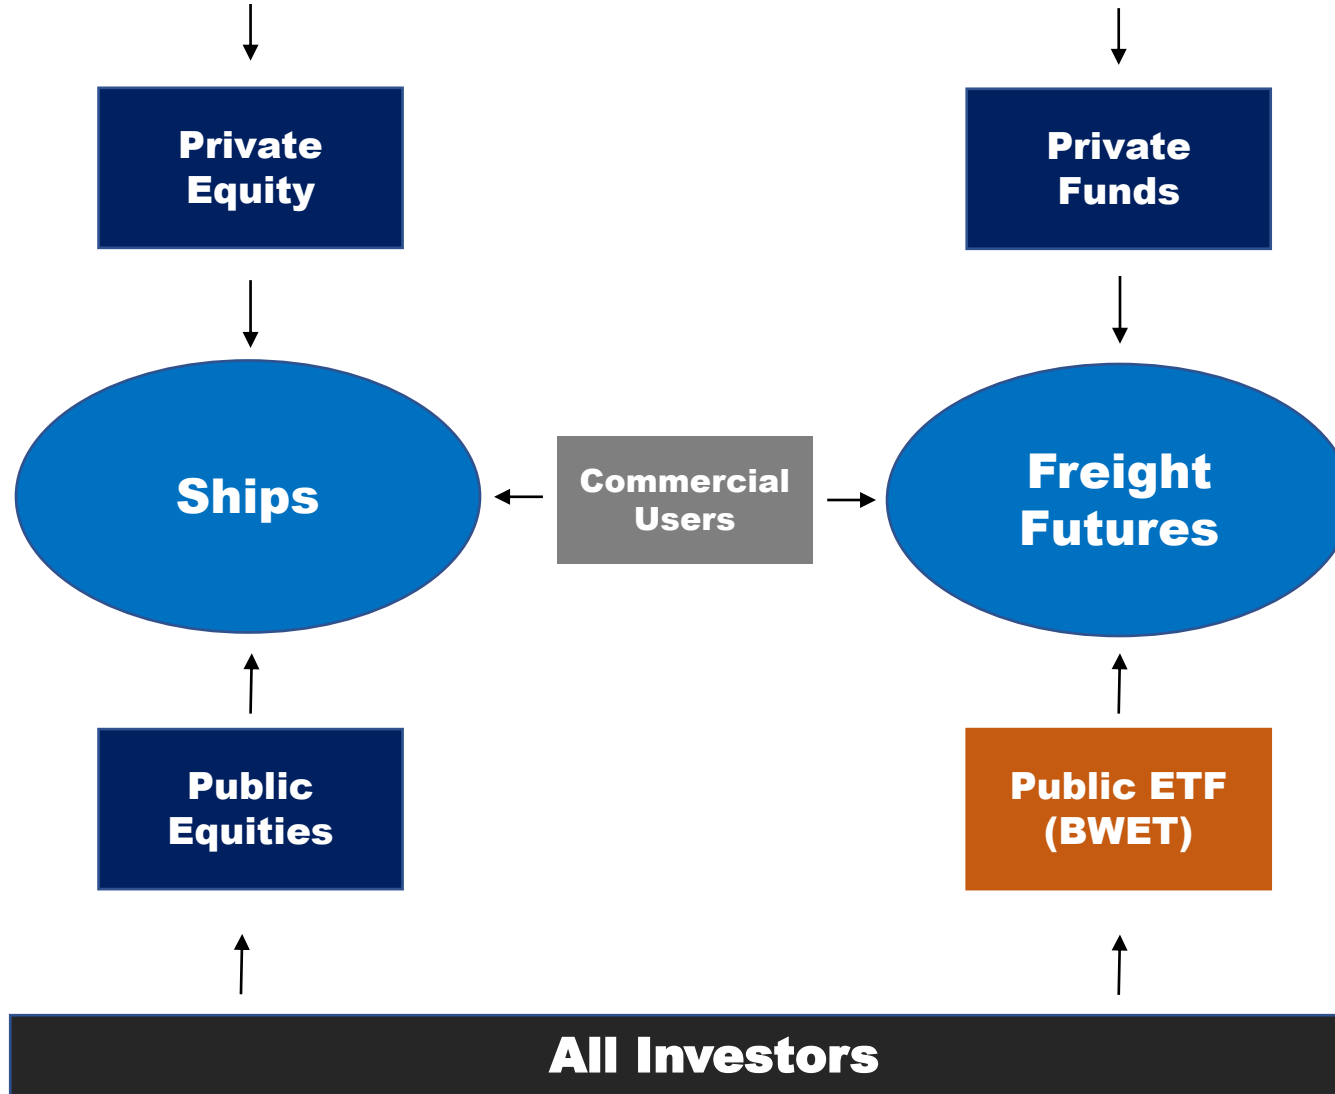 Private
Equity
Private
Funds
Ships
Commercial
Users
Freight
Futures
Public
Equities
Public ETF
(BWET)
All Investors